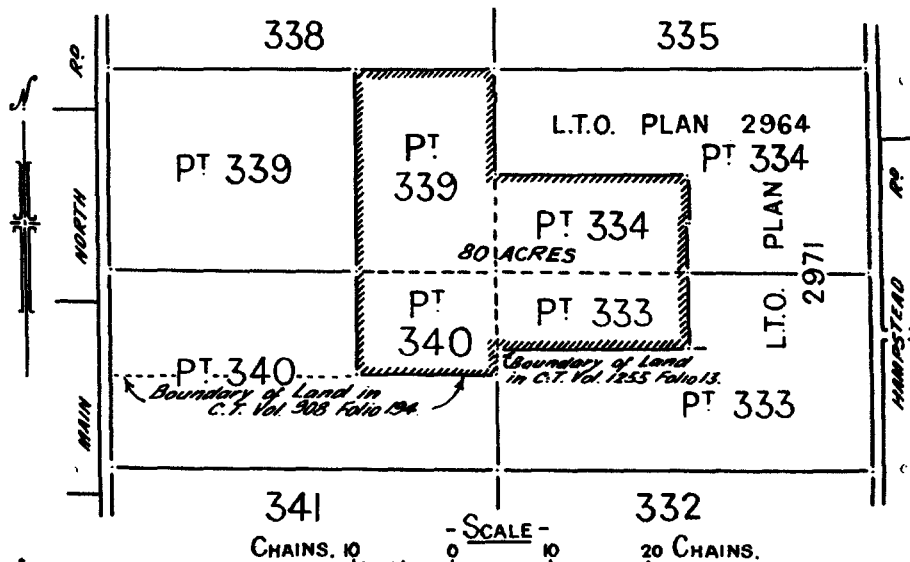 338
335
RD
N
L.T.O. PLAN 2964
PT 339
PT
339
PT 334
RD
NORTH
PT 334
L.T.O. PLAN
2971
80 ACRES
PT
340
PT 333
HAMPSTEAD
PT 340
Boundary of Land in
C.T. Vol. 908 Folio 194.
Boundary of Land
in C.T. Vol. 1255 Folio 13.
PT 333
MAIN
341
332
- SCALE -
CHAINS. 10 0 10 20 CHAINS.